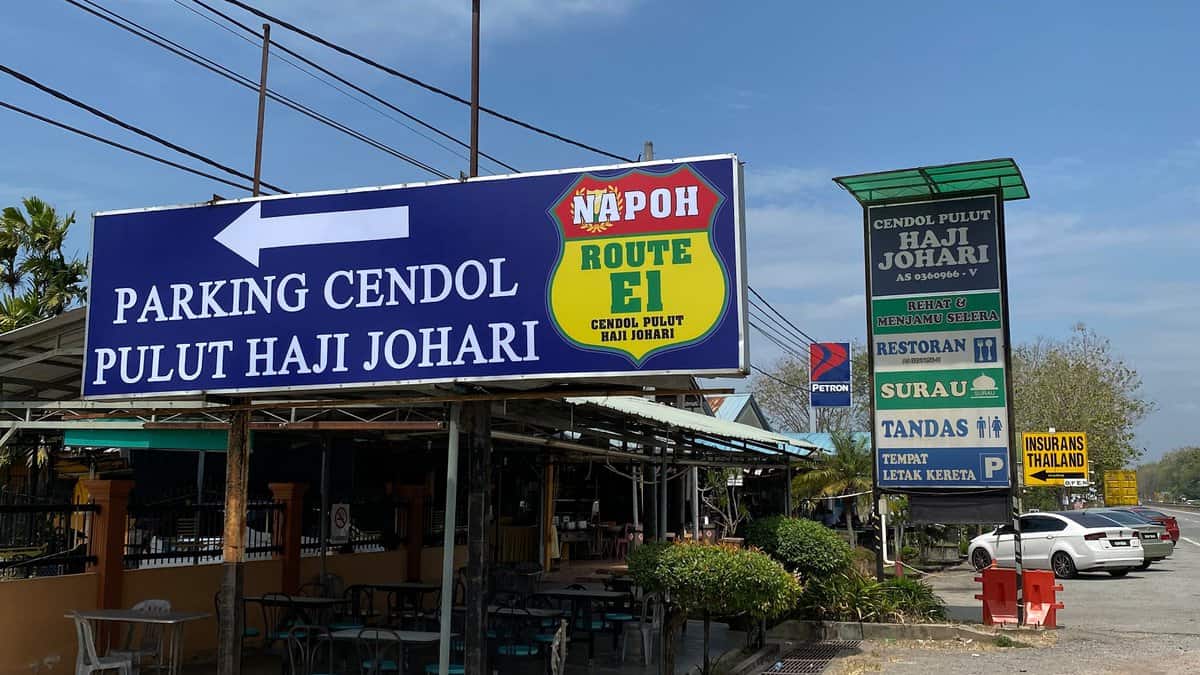 PARKING CENDOL
PULUT HAJI JOHARI
NAPOH
ROUTE
E1
CENDOL PULUT
HAJI JOHARI
CENDOL PULUT
HAJI
JOHARI
AS 0360966 - V
REHAT &
MENJAMU SELERA
RESTORAN
SURAU
SURAU
TANDAS
TEMPAT
LETAK KERETA
P
PETRON
INSURANS
THAILAND